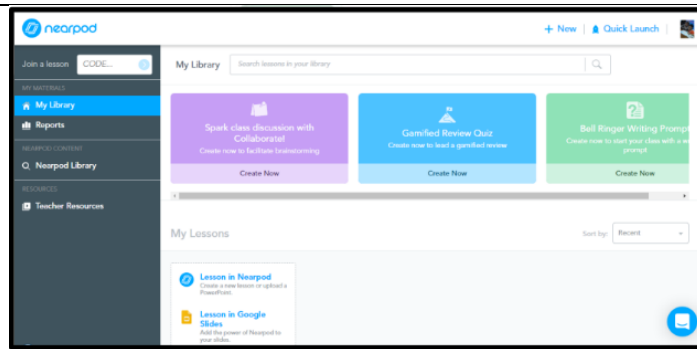 nearpod
+ New
Quick Launch
Join a lesson
CODE...
MY MATERIALS
My Library
Reports
NEARPOD CONTENT
Nearpod Library
RESOURCES
Teacher Resources
My Library
Search lessons in your library
Spark class discussion with
Collaborate!
Create now to facilitate brainstorming
Create Now
Gamified Review Quiz
Create now to lead a gamified review
Create Now
Bell Ringer Writing Promp
Create now to start your class with a
prompt
Create Now
My Lessons
Sort by:
Recent
Lesson in Nearpod
Create a new lesson or upload a
PowerPoint.
Lesson in Google
Slides
Add the power of Nearpod to
your slides.